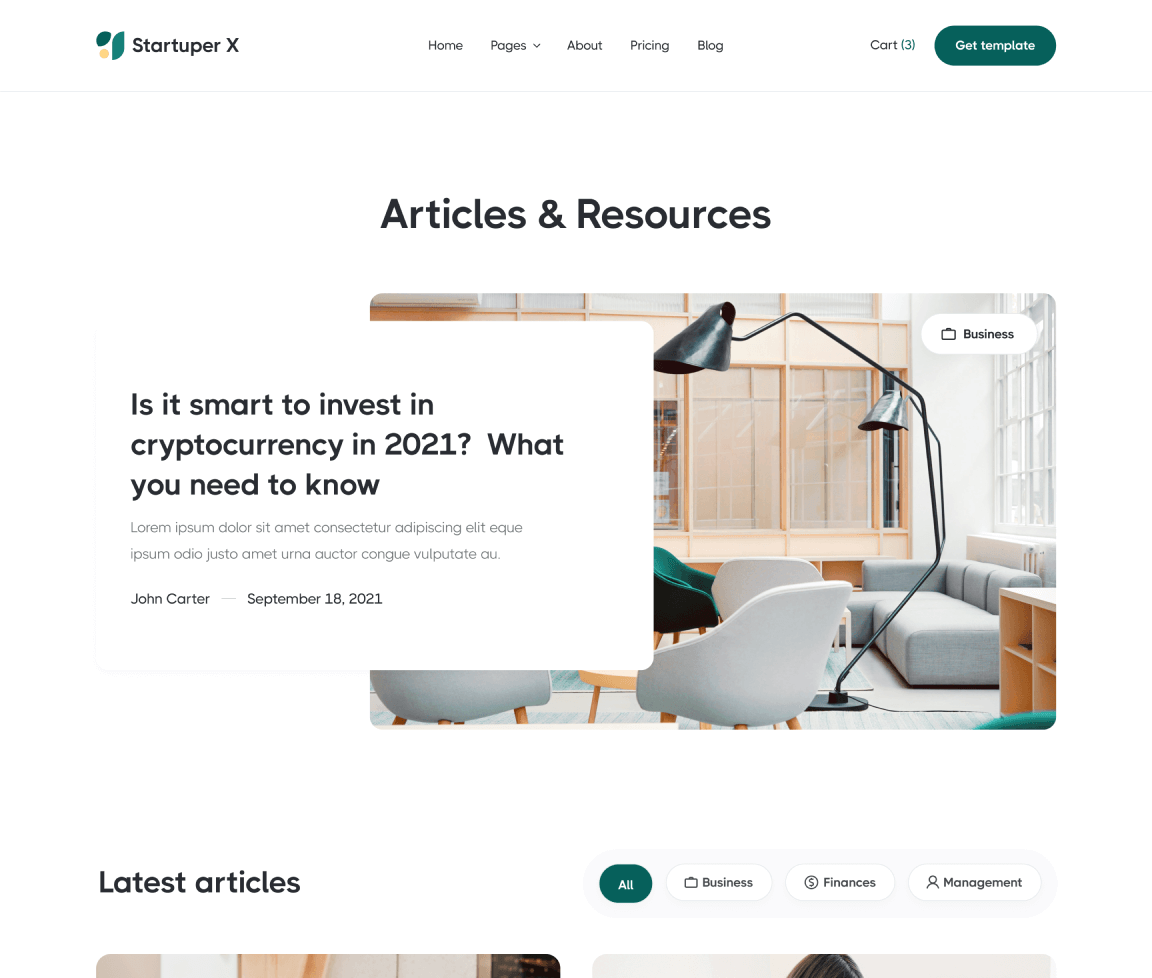 Startuper X
Home
Pages
About
Pricing
Blog
Cart (3)
Get template
Articles & Resources
Business
Is it smart to invest in
cryptocurrency in 2021?  What
you need to know
Lorem ipsum dolor sit amet consectetur adipiscing elit eque
ipsum odio justo amet urna auctor congue vulputate au.
John Carter
September 18, 2021
Latest articles
All
Business
Finances
Management